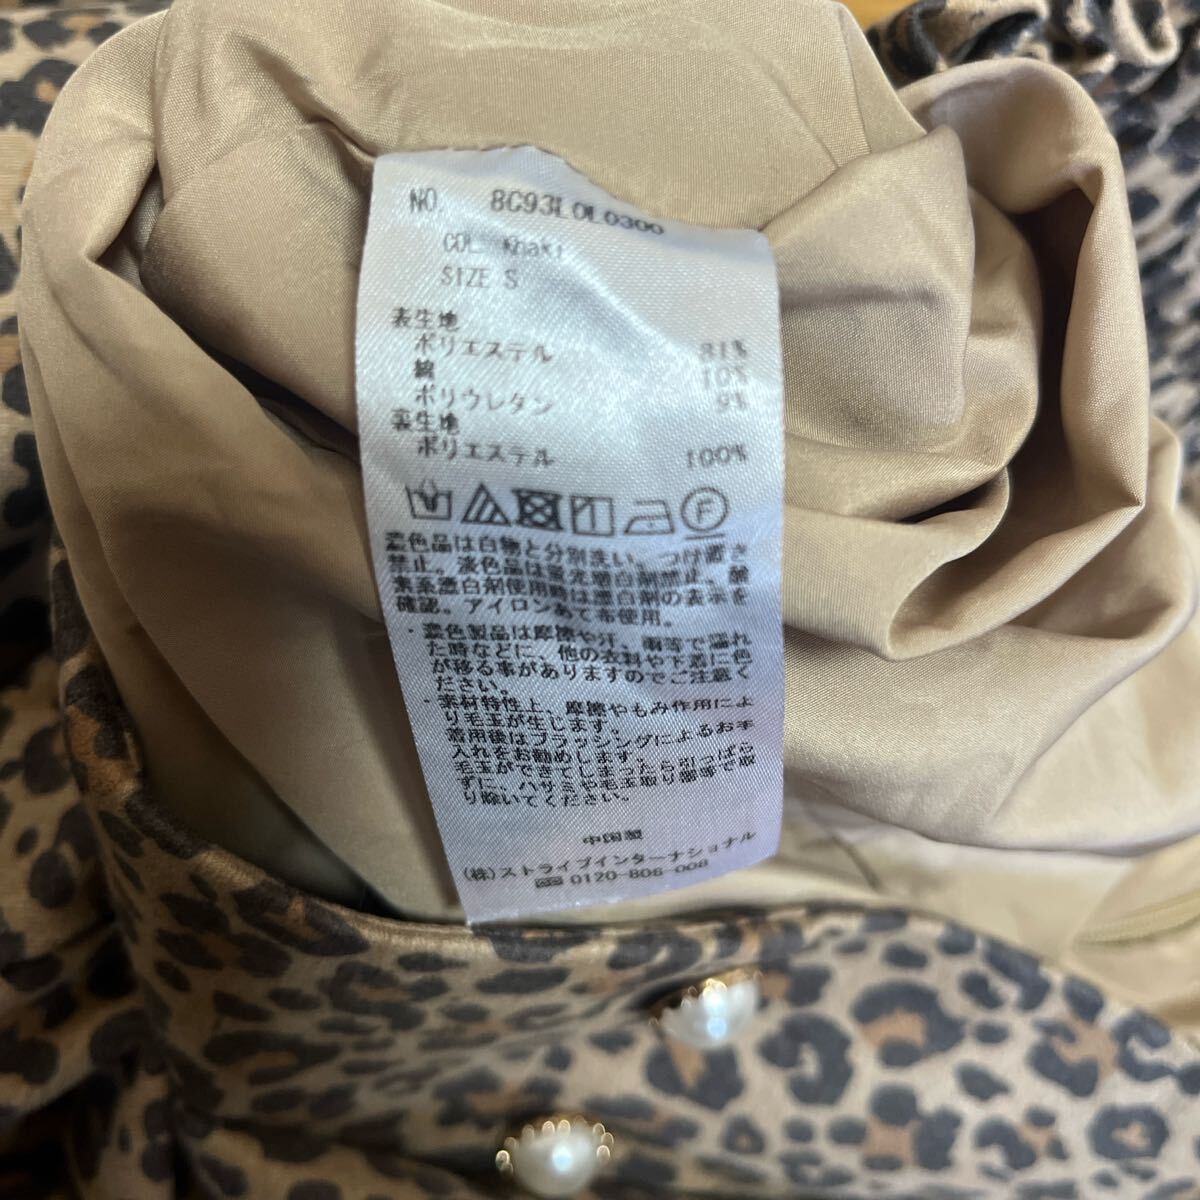 NO. 8C93L0L0300
COL Khaki
SIZE S
表生地
ポリエステル 81%
綿 10%
ポリウレタン 9%
裏生地
ポリエステル 100%
F
濃色品は白物と分別洗い、つけ置き
禁止。淡色品は蛍光増白剤禁止、酸
素系漂白剤使用時は漂白剤の表示を
確認。アイロンあて布使用。
・濃色製品は摩擦や汗、雨等で濡れ
た時などに、他の衣料や下着に色
が移る事がありますのでご注意く
ださい。
・素材特性上、摩擦やもみ作用によ
り毛玉が生じます。
着用後はブラッシングによるお手
入れをお勧めします。
毛玉ができてしまったら引っぱら
ずに、ハサミや毛玉取り器等で取
り除いてください。
中国製
(株)ストライプインターナショナル
0120-806-008